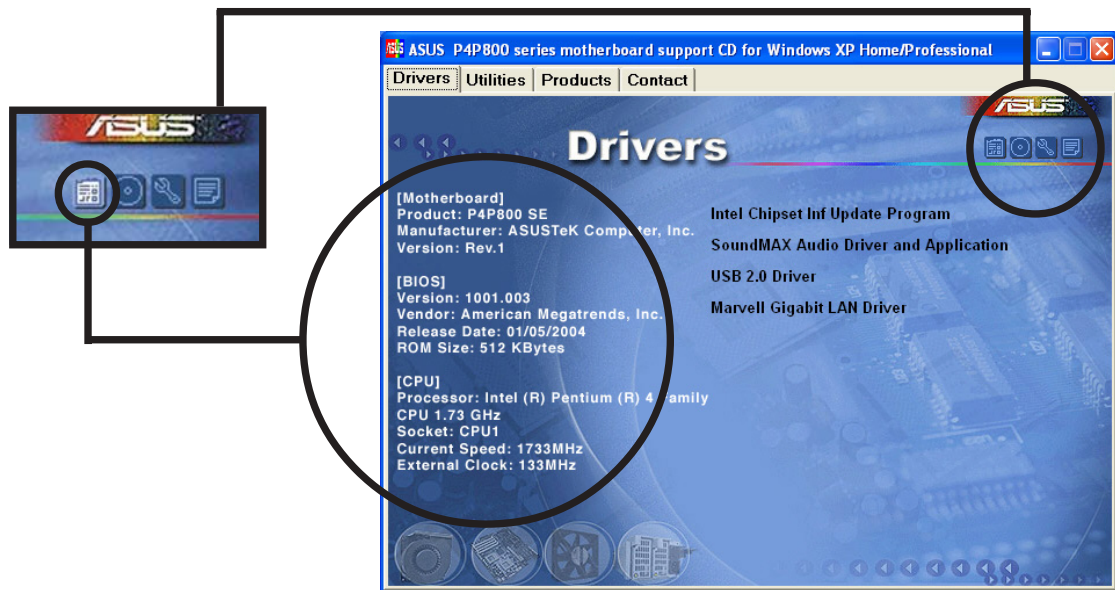 ASUS P4P800 series motherboard support CD for Windows XP Home/Professional
Drivers Utilities Products Contact
ASUS
ASUS
Drivers
[Motherboard]
Product: P4P800 SE
Manufacturer: ASUSTeK Computer, Inc.
Version: Rev.1
[BIOS]
Version: 1001.003
Vendor: American Megatrends, Inc.
Release Date: 01/05/2004
ROM Size: 512 KBytes
[CPU]
Processor: Intel (R) Pentium (R) 4 Family
CPU 1.73 GHz
Socket: CPU1
Current Speed: 1733MHz
External Clock: 133MHz
Intel Chipset Inf Update Program
SoundMAX Audio Driver and Application
USB 2.0 Driver
Marvell Gigabit LAN Driver